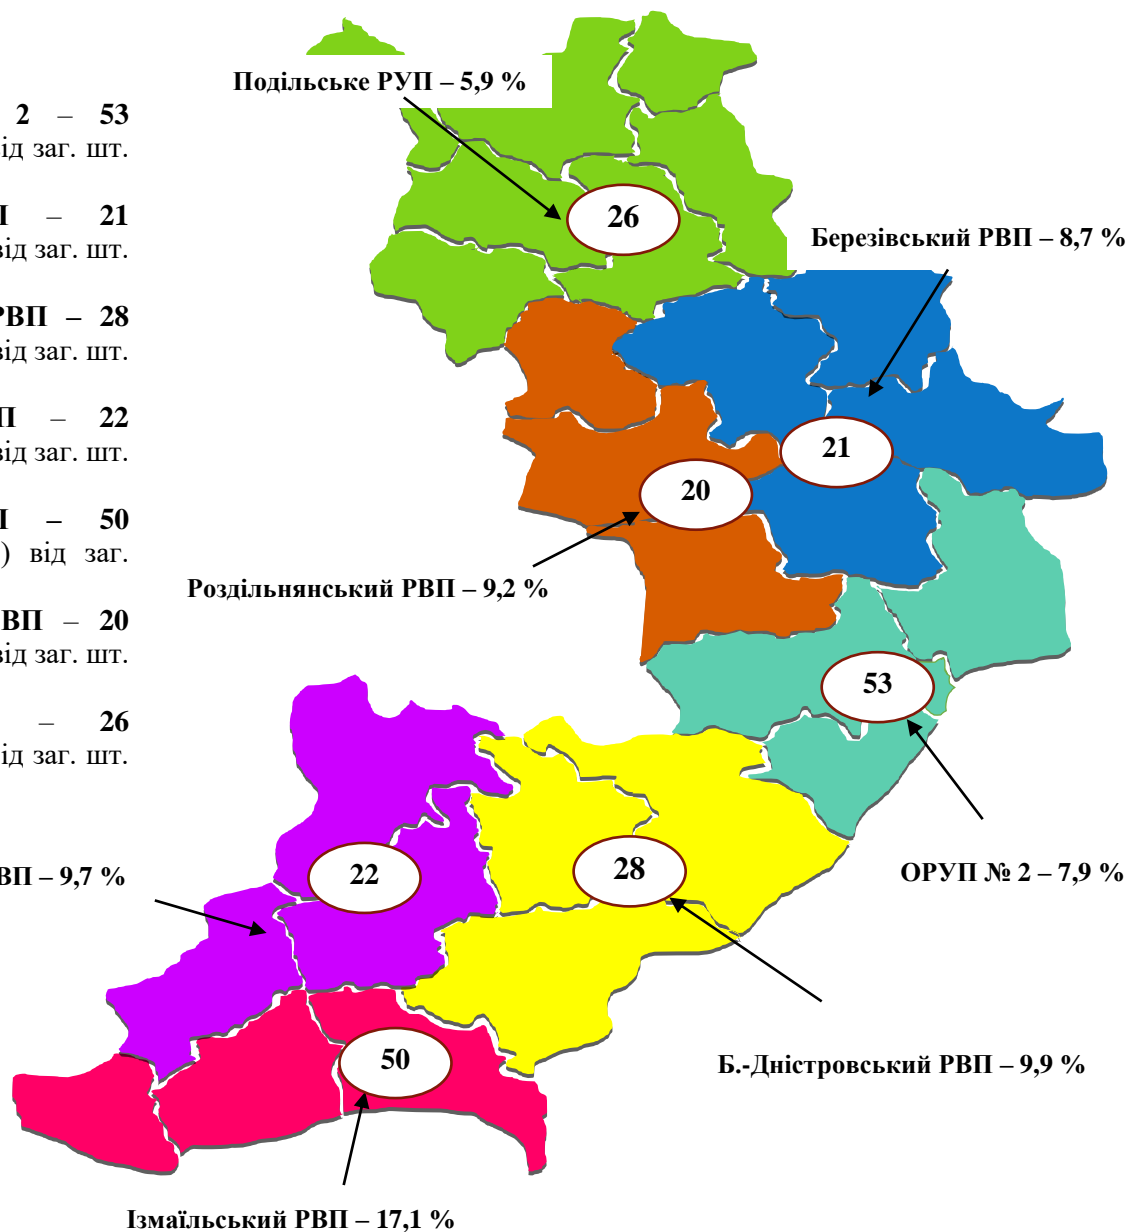 2 – 53
від заг. шт.
– 21
від заг. шт.
РВП – 28
від заг. шт.
– 22
від заг. шт.
– 50
) від заг.
– 20
від заг. шт.
– 26
від заг. шт.
Подільське РУП – 5,9 %
26
Березівський РВП – 8,7 %
21
20
Роздільнянський РВП – 9,2 %
53
ОРУП № 2 – 7,9 %
22
28
ВП – 9,7 %
Б.-Дністровський РВП – 9,9 %
50
Ізмаїльський РВП – 17,1 %